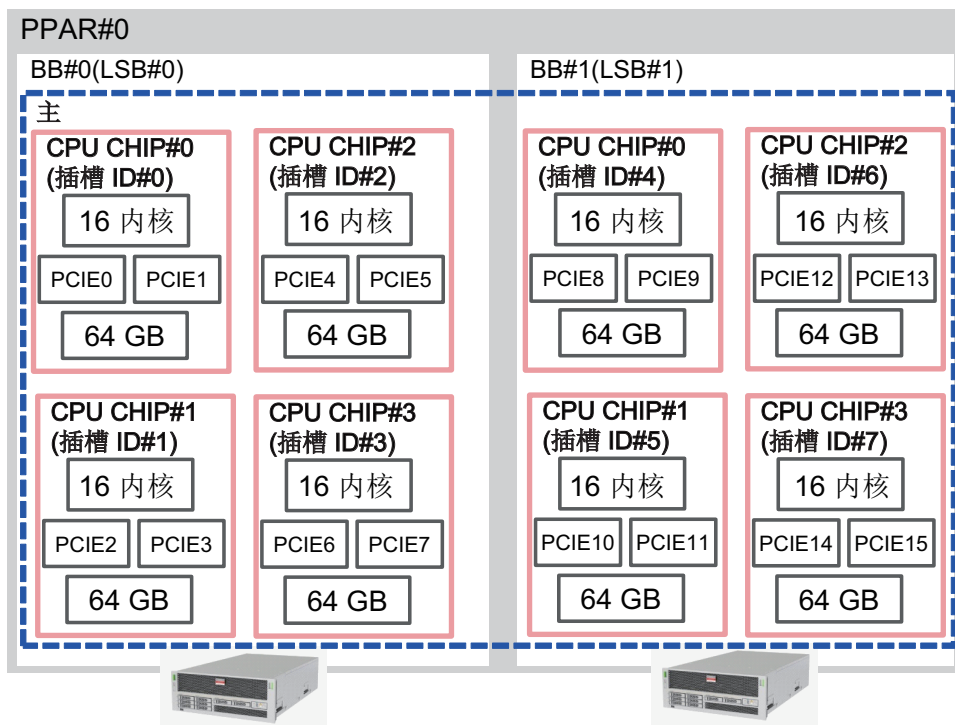 PPAR#0
BB#0(LSB#0)
主
CPU CHIP#0
(插槽 ID#0)
16 内核
PCIE0 PCIE1
64 GB
CPU CHIP#2
(插槽 ID#2)
16 内核
PCIE4 PCIE5
64 GB
CPU CHIP#1
(插槽 ID#1)
16 内核
PCIE2 PCIE3
64 GB
CPU CHIP#3
(插槽 ID#3)
16 内核
PCIE6 PCIE7
64 GB
BB#1(LSB#1)
CPU CHIP#0
(插槽 ID#4)
16 内核
PCIE8 PCIE9
64 GB
CPU CHIP#2
(插槽 ID#6)
16 内核
PCIE12 PCIE13
64 GB
CPU CHIP#1
(插槽 ID#5)
16 内核
PCIE10 PCIE11
64 GB
CPU CHIP#3
(插槽 ID#7)
16 内核
PCIE14 PCIE15
64 GB